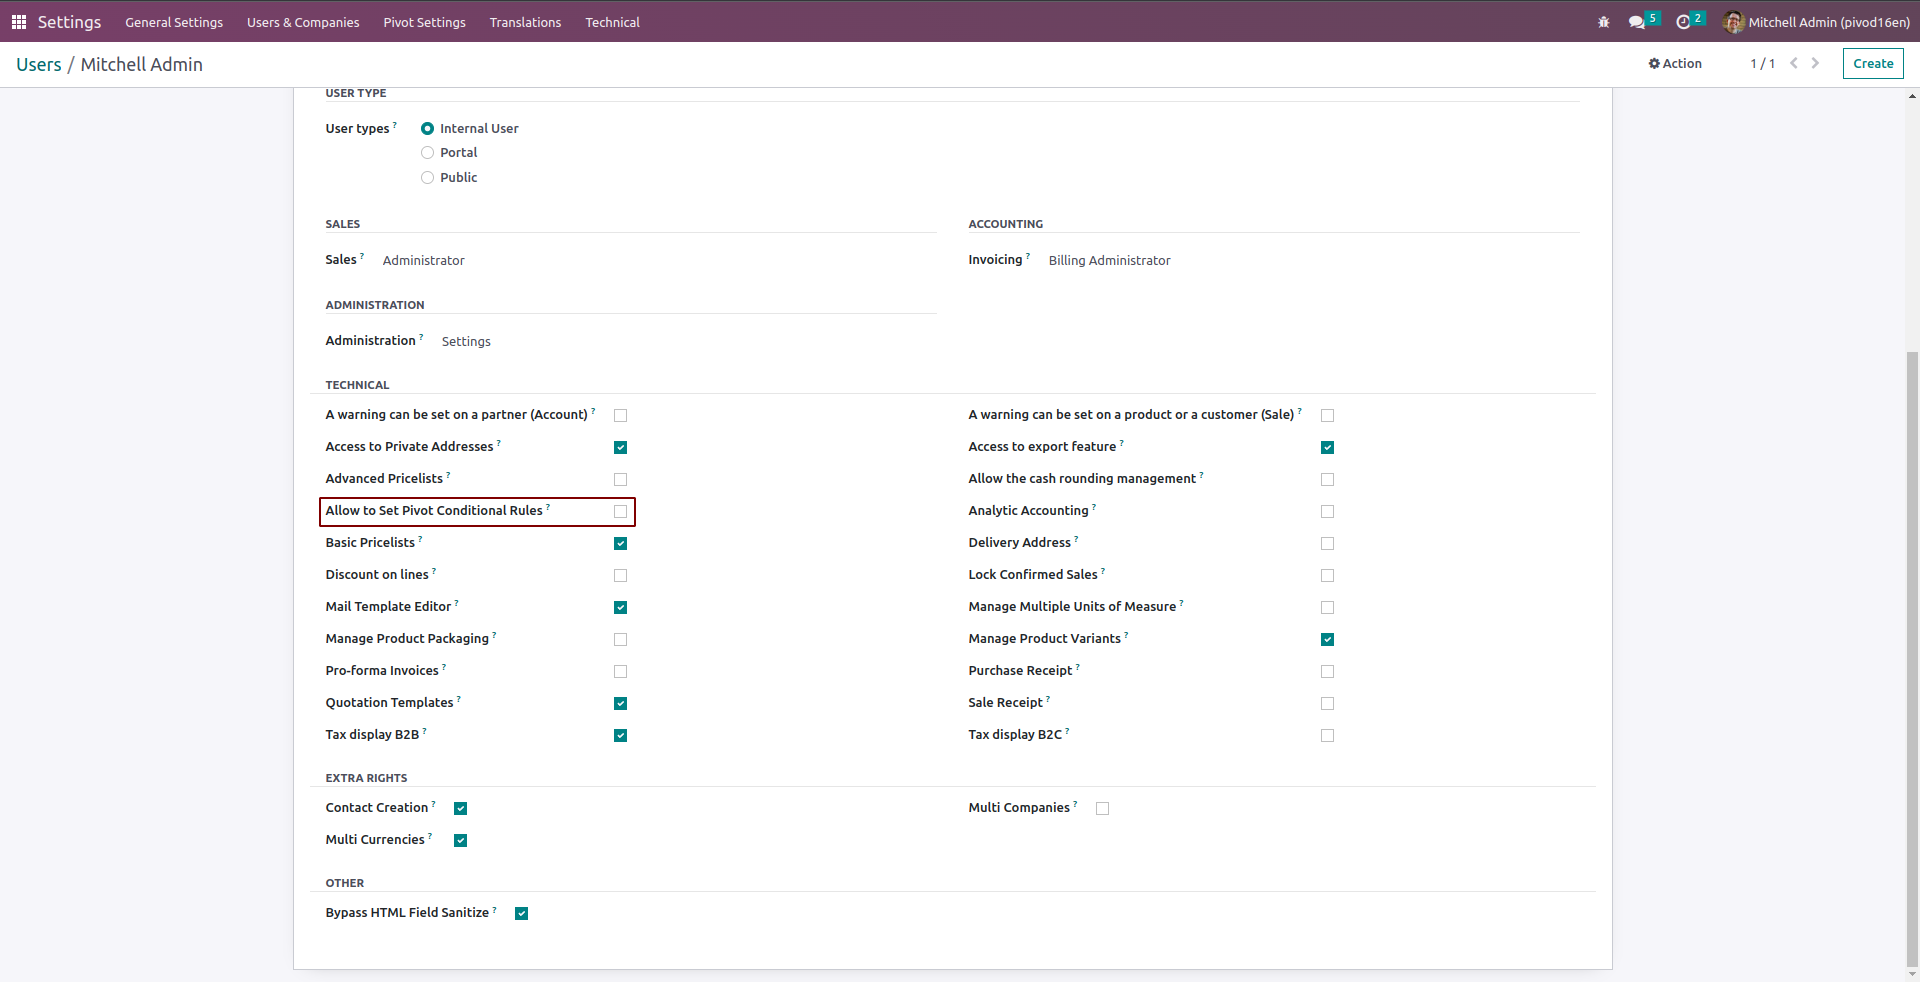 Settings General Settings Users & Companies Pivot Settings Translations Technical 5 2 Mitchell Admin (pivod16en)
Users / Mitchell Admin Action 1 / 1 Create
USER TYPE
User types ? Internal User
Portal
Public
SALES ACCOUNTING
Sales ? Administrator Invoicing ? Billing Administrator
ADMINISTRATION
Administration ? Settings
TECHNICAL
A warning can be set on a partner (Account) ? A warning can be set on a product or a customer (Sale) ?
Access to Private Addresses ? Access to export feature ?
Advanced Pricelists ? Allow the cash rounding management ?
Allow to Set Pivot Conditional Rules ? Analytic Accounting ?
Basic Pricelists ? Delivery Address ?
Discount on lines ? Lock Confirmed Sales ?
Mail Template Editor ? Manage Multiple Units of Measure ?
Manage Product Packaging ? Manage Product Variants ?
Pro-forma Invoices ? Purchase Receipt ?
Quotation Templates ? Sale Receipt ?
Tax display B2B ? Tax display B2C ?
EXTRA RIGHTS
Contact Creation ? Multi Companies ?
Multi Currencies ?
OTHER
Bypass HTML Field Sanitize ?